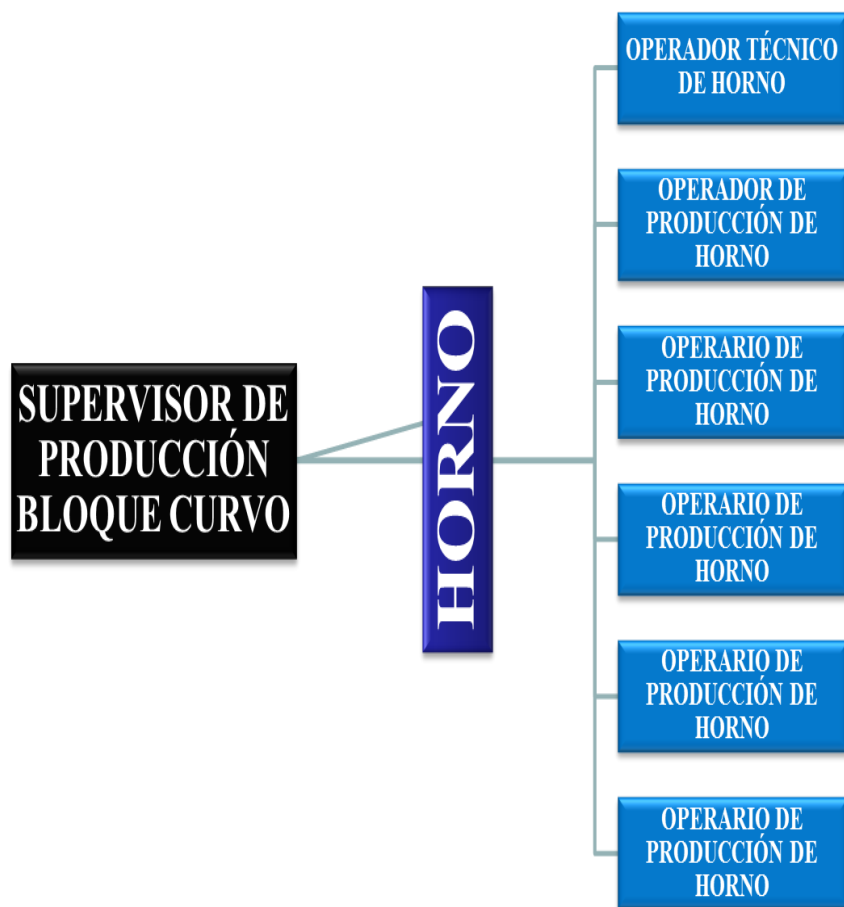 SUPERVISOR DE
PRODUCCIÓN
BLOQUE CURVO
HORNO
OPERADOR TÉCNICO
DE HORNO
OPERADOR DE
PRODUCCIÓN DE
HORNO
OPERARIO DE
PRODUCCIÓN DE
HORNO
OPERARIO DE
PRODUCCIÓN DE
HORNO
OPERARIO DE
PRODUCCIÓN DE
HORNO
OPERARIO DE
PRODUCCIÓN DE
HORNO